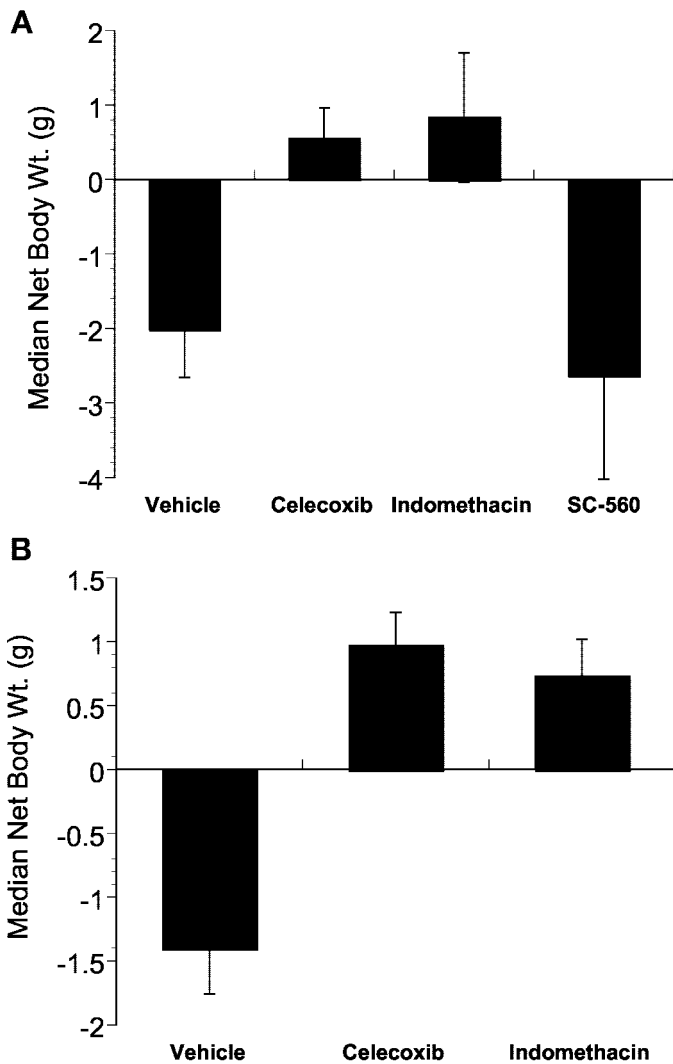 A
Median Net Body Wt. (g)
2
1
0
-1
-2
-3
-4
Vehicle Celecoxib Indomethacin SC-560
B
Median Net Body Wt. (g)
1.5
1
0.5
0
-0.5
-1
-1.5
-2
Vehicle Celecoxib Indomethacin